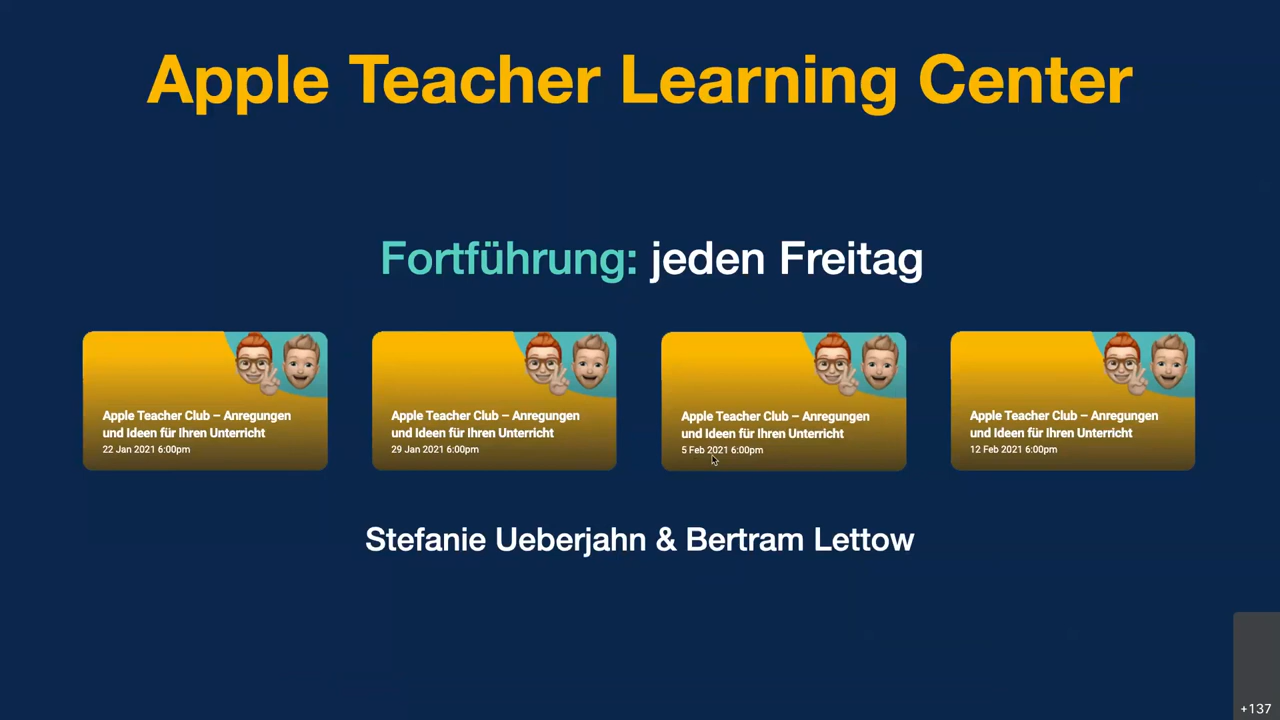 Apple Teacher Learning Center
Fortführung: jeden Freitag
Apple Teacher Club – Anregungen
und Ideen für Ihren Unterricht
22 Jan 2021 6:00pm
Apple Teacher Club – Anregungen
und Ideen für Ihren Unterricht
29 Jan 2021 6:00pm
Apple Teacher Club – Anregungen
und Ideen für Ihren Unterricht
5 Feb 2021 6:00pm
Apple Teacher Club – Anregungen
und Ideen für Ihren Unterricht
12 Feb 2021 6:00pm
Stefanie Ueberjahn & Bertram Lettow
+137